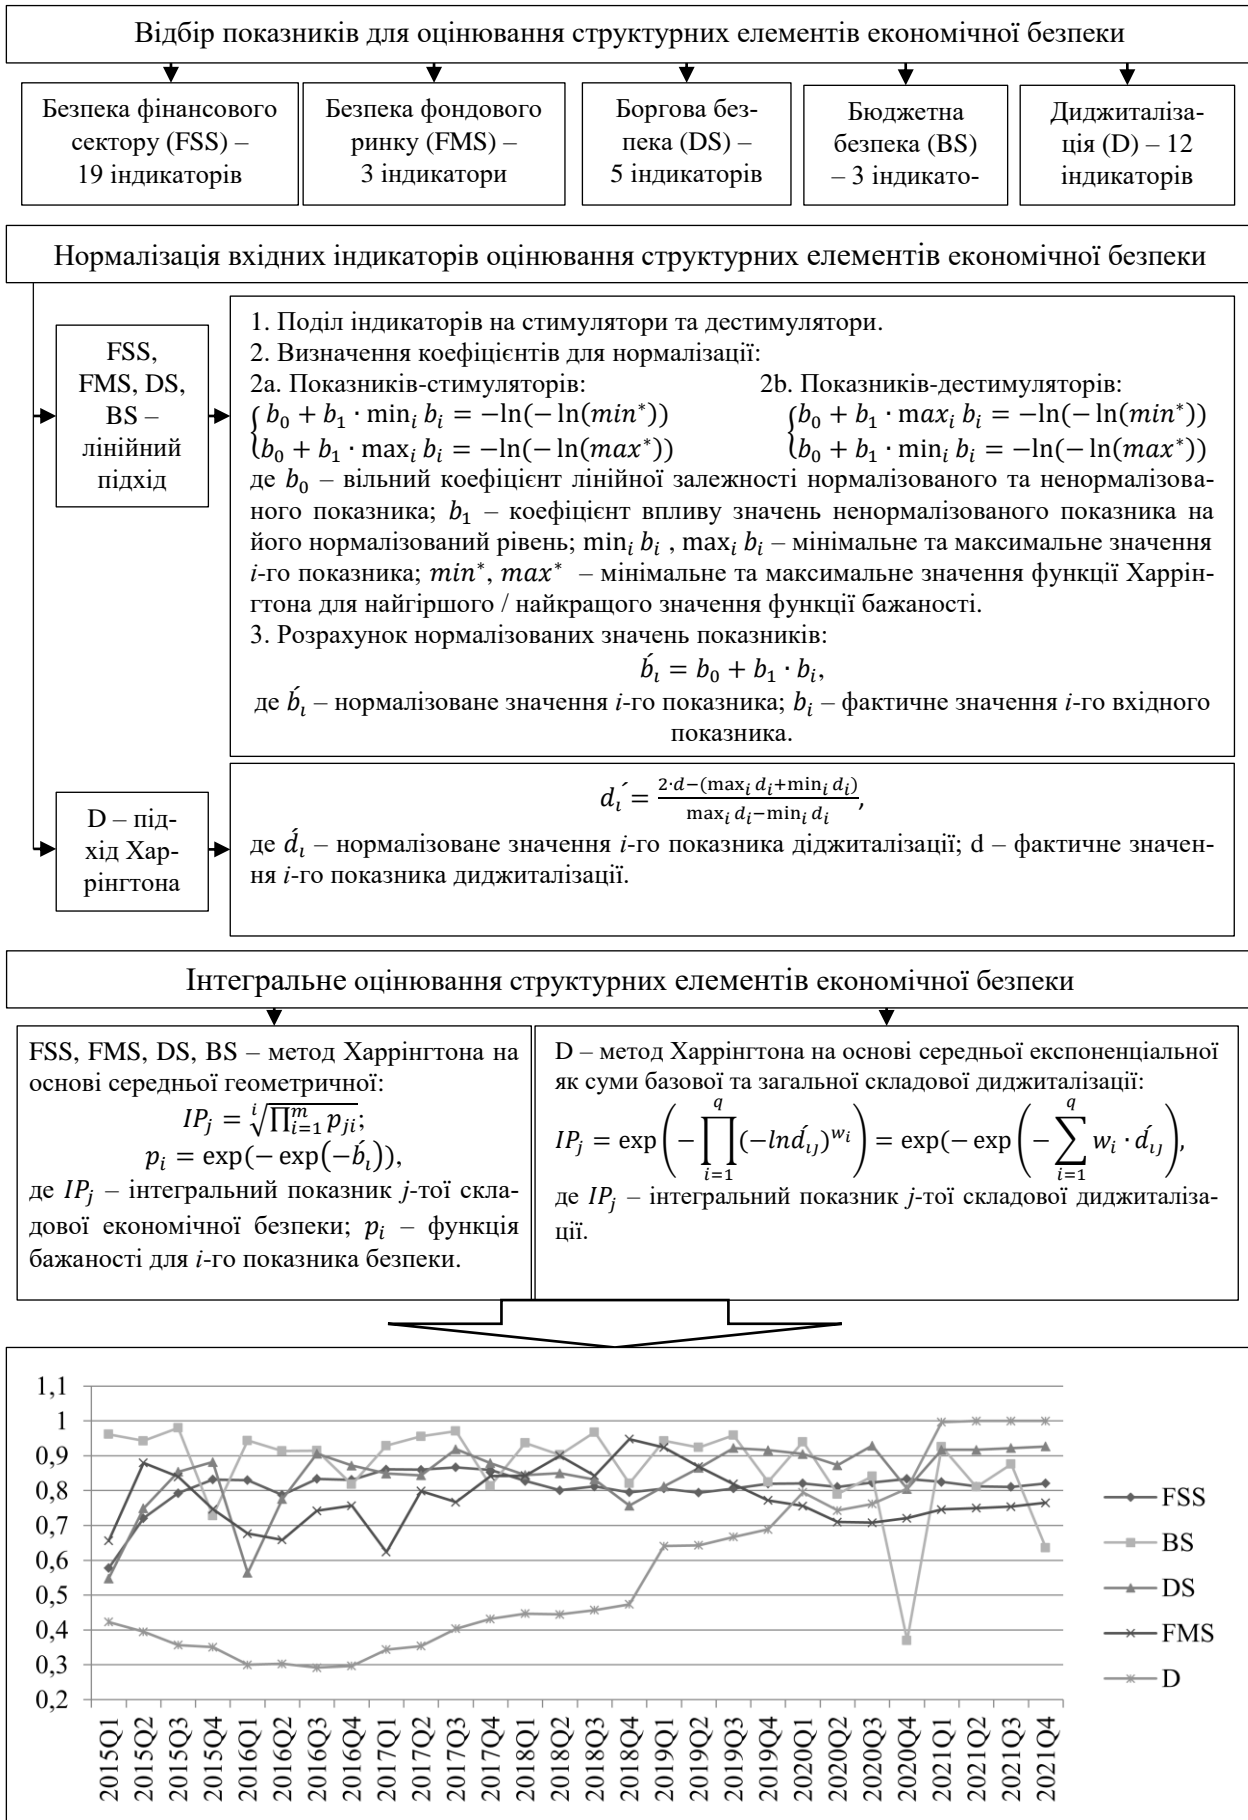 Відбір показників для оцінювання структурних елементів економічної безпеки
Безпека фінансового
сектору (FSS) –
19 індикаторів
Безпека фондового
ринку (FMS) –
3 індикатори
Боргова без-
пека (DS) –
5 індикаторів
Бюджетна
безпека (BS)
– 3 індикато-
Диджиталіза-
ція (D) – 12
індикаторів
Нормалізація вхідних індикаторів оцінювання структурних елементів економічної безпеки
FSS,
FMS, DS,
BS –
лінійний
підхід
1. Поділ індикаторів на стимулятори та дестимулятори.
2. Визначення коефіцієнтів для нормалізації:
2а. Показників-стимуляторів:
{b₀ + b₁ · minᵢ bᵢ = −ln(− ln(min*))
{b₀ + b₁ · maxᵢ bᵢ = −ln(− ln(max*))
2b. Показників-дестимуляторів:
{b₀ + b₁ · maxᵢ bᵢ = −ln(− ln(min*))
{b₀ + b₁ · minᵢ bᵢ = −ln(− ln(max*))
де b₀ – вільний коефіцієнт лінійної залежності нормалізованого та ненормалізова-
ного показника; b₁ – коефіцієнт впливу значень ненормалізованого показника на
його нормалізований рівень; minᵢ bᵢ , maxᵢ bᵢ – мінімальне та максимальне значення
i-го показника; min*, max* – мінімальне та максимальне значення функції Харрін-
гтона для найгіршого / найкращого значення функції бажаності.
3. Розрахунок нормалізованих значень показників:
b́ᵢ = b₀ + b₁ · bᵢ,
де b́ᵢ – нормалізоване значення i-го показника; bᵢ – фактичне значення i-го вхідного
показника.
D – під-
хід Хар-
рінгтона
dᵢ´ = (2·d−(maxᵢ dᵢ+minᵢ dᵢ))/(maxᵢ dᵢ−minᵢ dᵢ),
де d́ᵢ – нормалізоване значення i-го показника діджиталізації; d – фактичне значен-
ня i-го показника диджиталізації.
Інтегральне оцінювання структурних елементів економічної безпеки
FSS, FMS, DS, BS – метод Харрінгтона на
основі середньої геометричної:
IPⱼ = ⁱ√(∏ᵢ₌₁ᵐ pⱼᵢ);
pᵢ = exp(− exp(−b́ᵢ)),
де IPⱼ – інтегральний показник j-тої скла-
дової економічної безпеки; pᵢ – функція
бажаності для i-го показника безпеки.
D – метод Харрінгтона на основі середньої експоненціальної
як суми базової та загальної складової диджиталізації:
IPⱼ = exp(− ∏ᵢ₌₁^q (−lnd́ᵢⱼ)^wᵢ) = exp(− exp(− ∑ᵢ₌₁^q wᵢ · d́ᵢⱼ),
де IPⱼ – інтегральний показник j-тої складової диджиталіза-
ції.
1,1
1
0,9
0,8
0,7
0,6
0,5
0,4
0,3
0,2
2015Q1
2015Q2
2015Q3
2015Q4
2016Q1
2016Q2
2016Q3
2016Q4
2017Q1
2017Q2
2017Q3
2017Q4
2018Q1
2018Q2
2018Q3
2018Q4
2019Q1
2019Q2
2019Q3
2019Q4
2020Q1
2020Q2
2020Q3
2020Q4
2021Q1
2021Q2
2021Q3
2021Q4
FSS
BS
DS
FMS
D